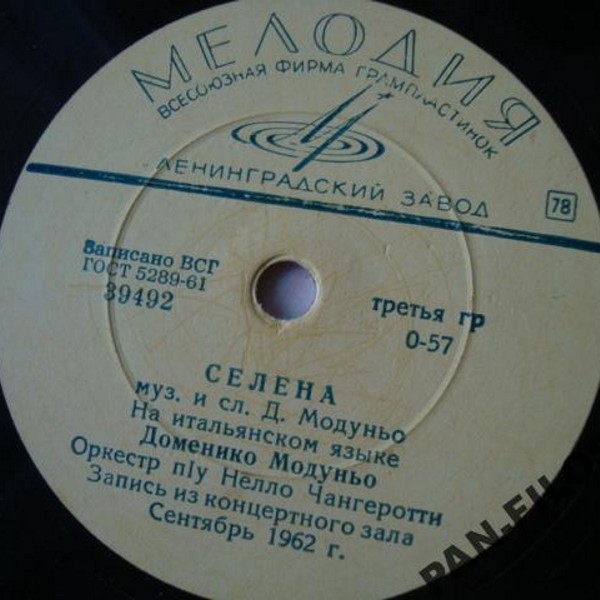 МЕЛОДИЯ
ВСЕСОЮЗНАЯ ФИРМА ГРАМПЛАСТИНОК
ЛЕНИНГРАДСКИЙ ЗАВОД
78
Записано ВСГ
ГОСТ 5289-61
39492
третья гр
0-57
СЕЛЕНА
муз. и сл. Д. Модуньо
На итальянском языке
Доменико Модуньо
Оркестр п/у Нелло Чангеротти
Запись из концертного зала
Сентябрь 1962 г.